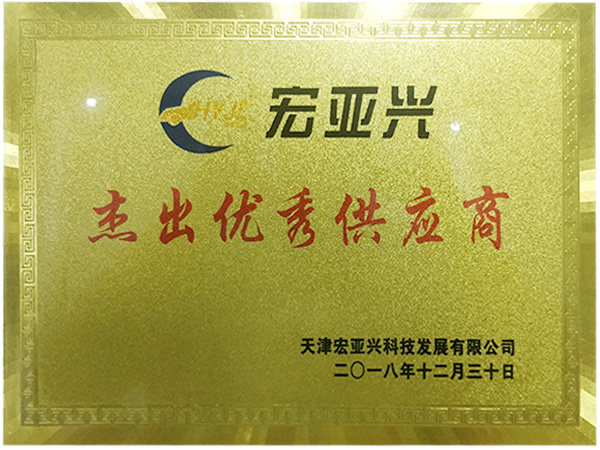 宏亚兴
杰出优秀供应商
天津宏亚兴科技发展有限公司
二〇一八年十二月三十日